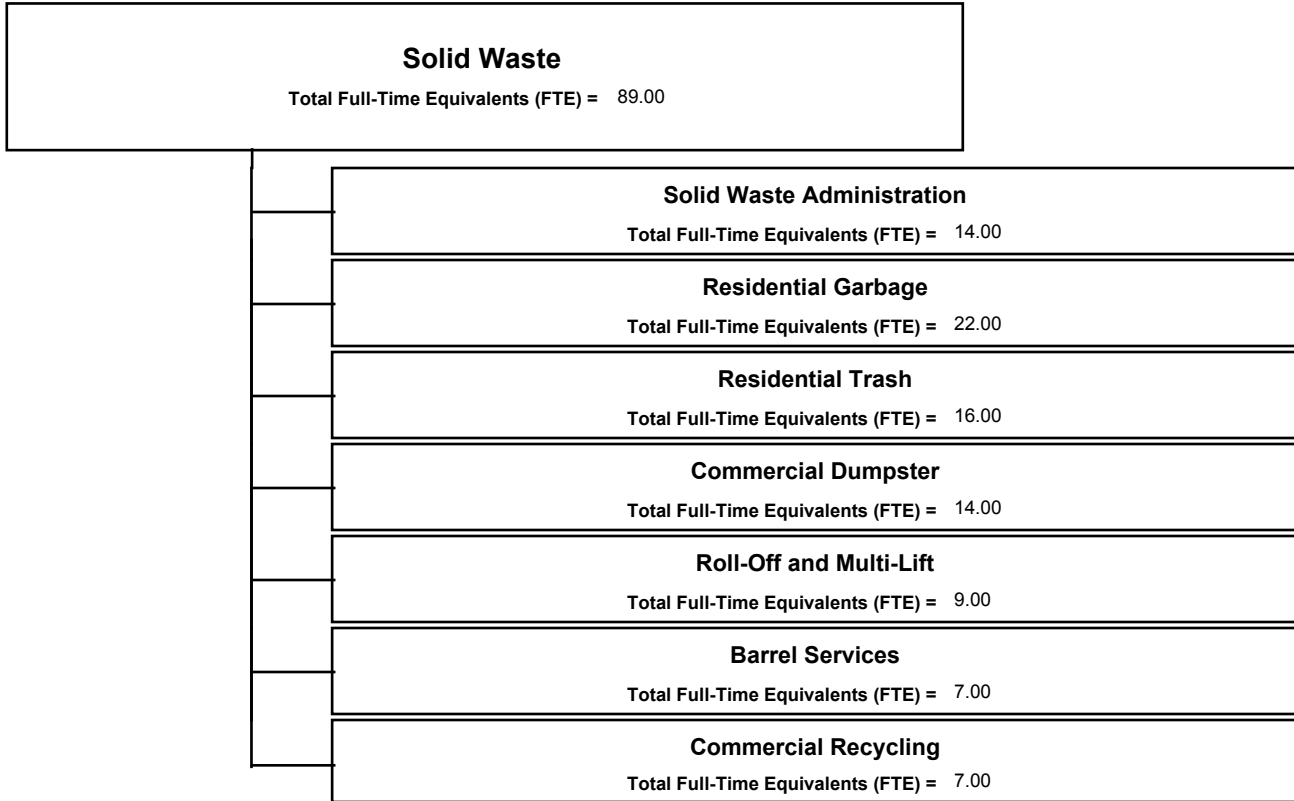 Solid Waste
Total Full-Time Equivalents (FTE) = 89.00
Solid Waste Administration
Total Full-Time Equivalents (FTE) = 14.00
Residential Garbage
Total Full-Time Equivalents (FTE) = 22.00
Residential Trash
Total Full-Time Equivalents (FTE) = 16.00
Commercial Dumpster
Total Full-Time Equivalents (FTE) = 14.00
Roll-Off and Multi-Lift
Total Full-Time Equivalents (FTE) = 9.00
Barrel Services
Total Full-Time Equivalents (FTE) = 7.00
Commercial Recycling
Total Full-Time Equivalents (FTE) = 7.00